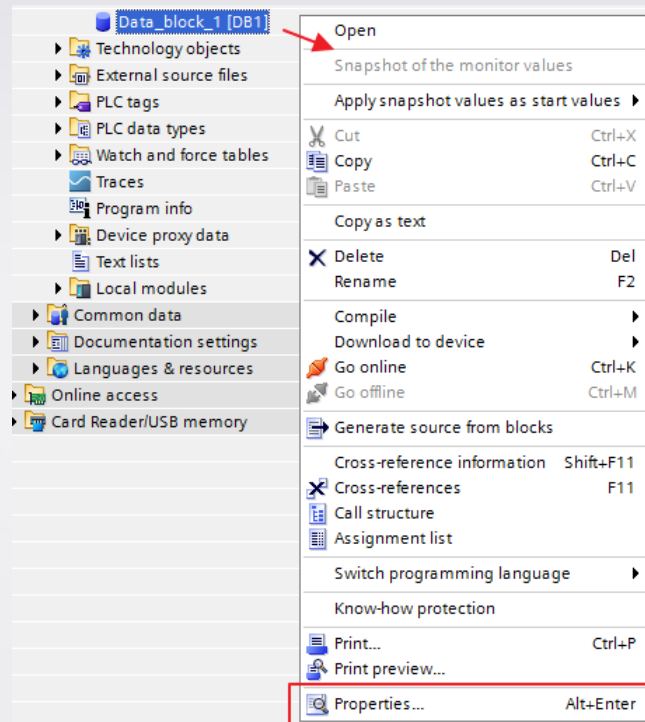 Data_block_1 [DB1]
Technology objects
External source files
PLC tags
PLC data types
Watch and force tables
Traces
Program info
Device proxy data
Text lists
Local modules
Common data
Documentation settings
Languages & resources
Online access
Card Reader/USB memory
Open
Snapshot of the monitor values
Apply snapshot values as start values
Cut Ctrl+X
Copy Ctrl+C
Paste Ctrl+V
Copy as text
Delete Del
Rename F2
Compile
Download to device
Go online Ctrl+K
Go offline Ctrl+M
Generate source from blocks
Cross-reference information Shift+F11
Cross-references F11
Call structure
Assignment list
Switch programming language
Know-how protection
Print... Ctrl+P
Print preview...
Properties... Alt+Enter